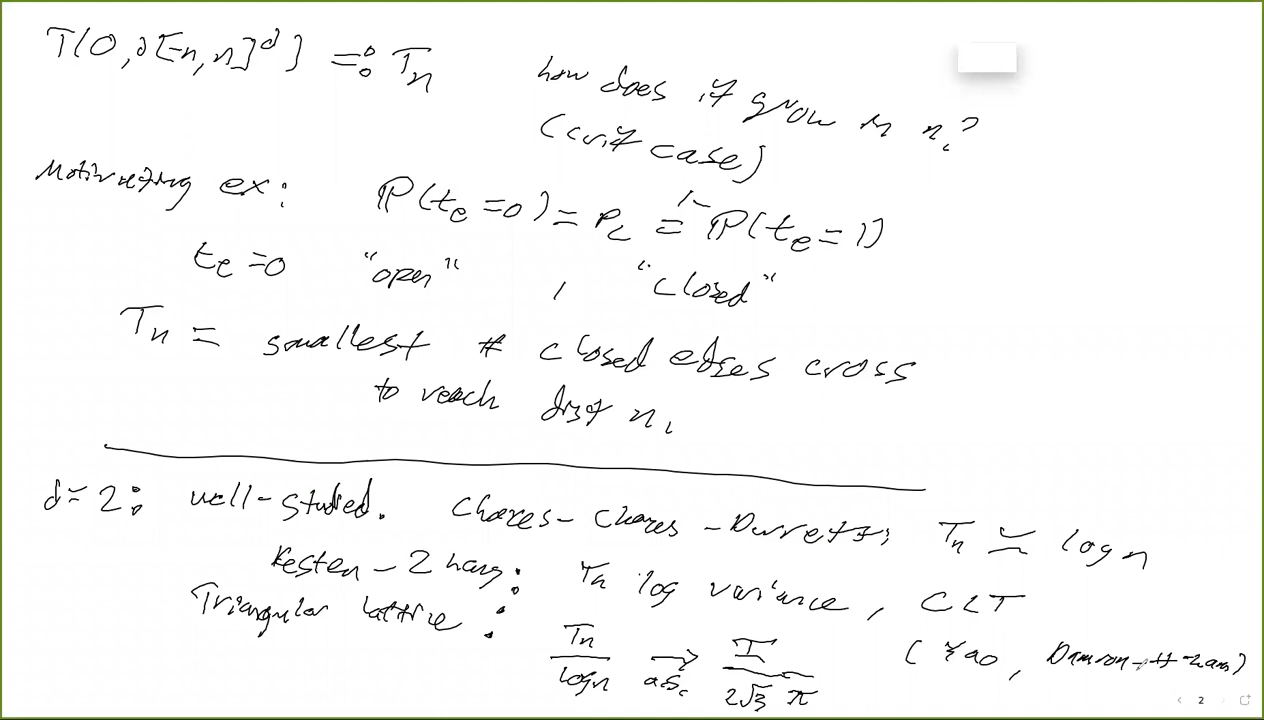 T(0, ∂[-n, n]^d) =: T_n
how does it grow in n?
(crit case)
Motivating ex: P(t_e = 0) = p_c = 1 - P(t_e = 1)
t_e = 0 "open", "closed"
T_n = smallest # closed edges cross
to reach dist n.
d = 2: well-studied. Chayes-Chayes-Durrett: T_n ≍ log n
Kesten-Zhang: T_n log variance, CLT
Triangular lattice: T_n / log n → a.s. I / 2√3 π (Yao, Damron-H-Lam)
2